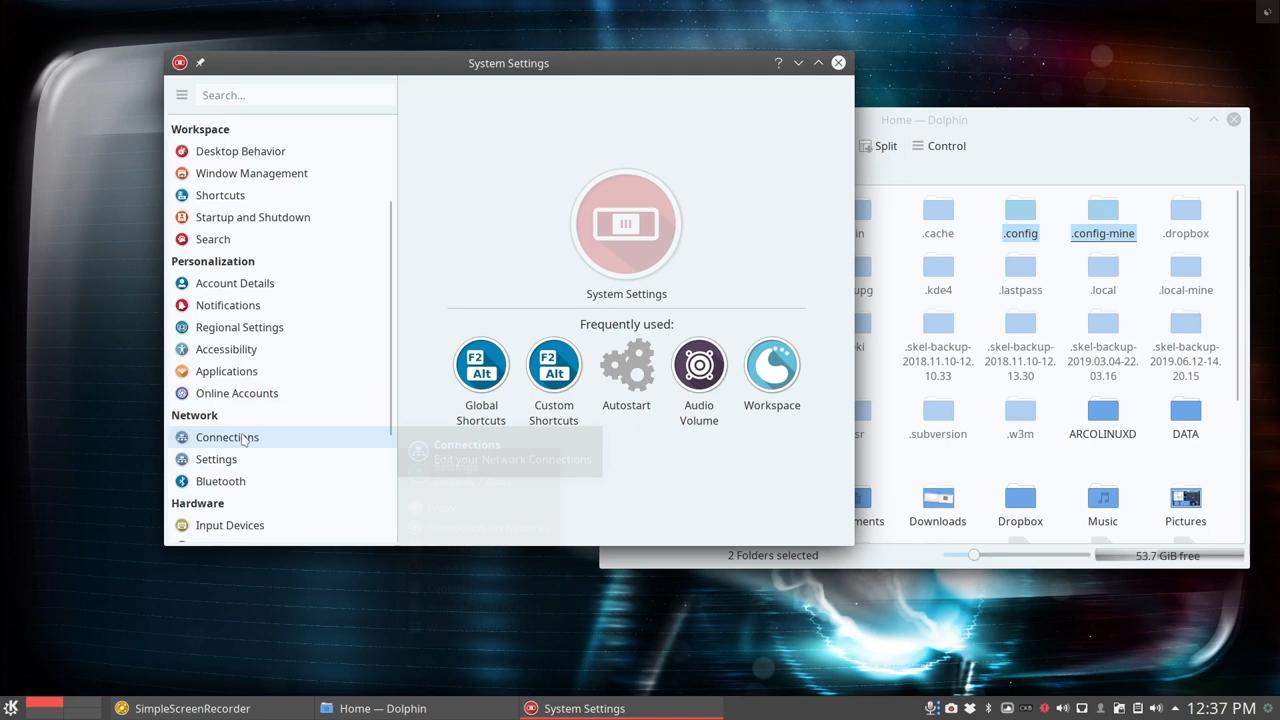 System Settings
?
Search...
Workspace
Desktop Behavior
Window Management
Shortcuts
Startup and Shutdown
Search
Personalization
Account Details
Notifications
Regional Settings
Accessibility
Applications
Online Accounts
Network
Connections
Settings
Bluetooth
Hardware
Input Devices
System Settings
Frequently used:
F2 Alt
Global Shortcuts
F2 Alt
Custom Shortcuts
Autostart
Audio Volume
Workspace
Connections
Edit your Network Connections
Home — Dolphin
Split
Control
in
.cache
.config
.config-mine
.dropbox
upg
.kde4
.lastpass
.local
.local-mine
ki
.skel-backup-
2018.11.10-12.
10.33
.skel-backup-
2018.11.10-12.
13.30
.skel-backup-
2019.03.04-22.
03.16
.skel-backup-
2019.06.12-14.
20.15
sr
.subversion
.w3m
ARCOLINUXD
DATA
ments
Downloads
Dropbox
Music
Pictures
2 Folders selected
53.7 GiB free
SimpleScreenRecorder
Home — Dolphin
System Settings
12:37 PM